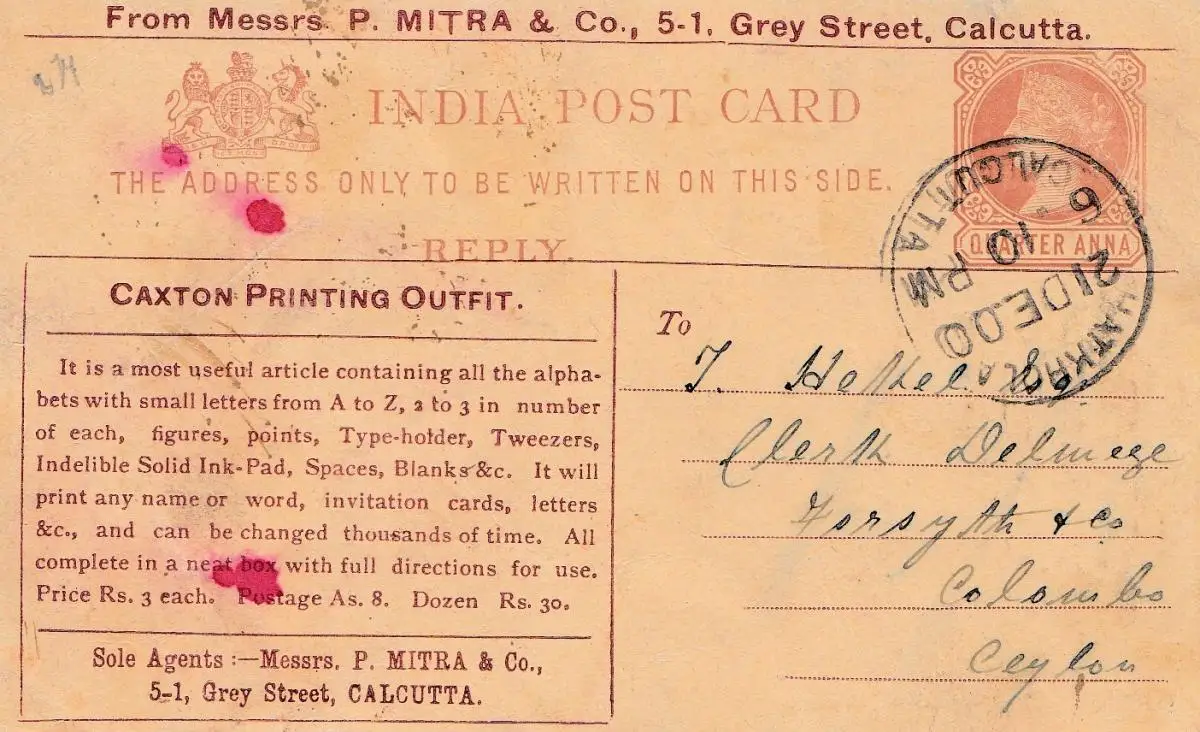 From Messrs. P. MITRA & Co., 5-1, Grey Street, Calcutta.
INDIA POST CARD
THE ADDRESS ONLY TO BE WRITTEN ON THIS SIDE.
REPLY.
QUARTER ANNA
CALCUTTA
6
10 PM
21 DE.00
HATKHOLA
CAXTON PRINTING OUTFIT.
It is a most useful article containing all the alpha-
bets with small letters from A to Z, 2 to 3 in number
of each, figures, points, Type-holder, Tweezers,
Indelible Solid Ink-Pad, Spaces, Blanks &c. It will
print any name or word, invitation cards, letters
&c., and can be changed thousands of time. All
complete in a neat box with full directions for use.
Price Rs. 3 each. Postage As. 8. Dozen Rs. 30.
Sole Agents :—Messrs. P. MITRA & Co.,
5-1, Grey Street, CALCUTTA.
To
Clerk Delmege
Forsyth & Co
Colombo
Ceylon